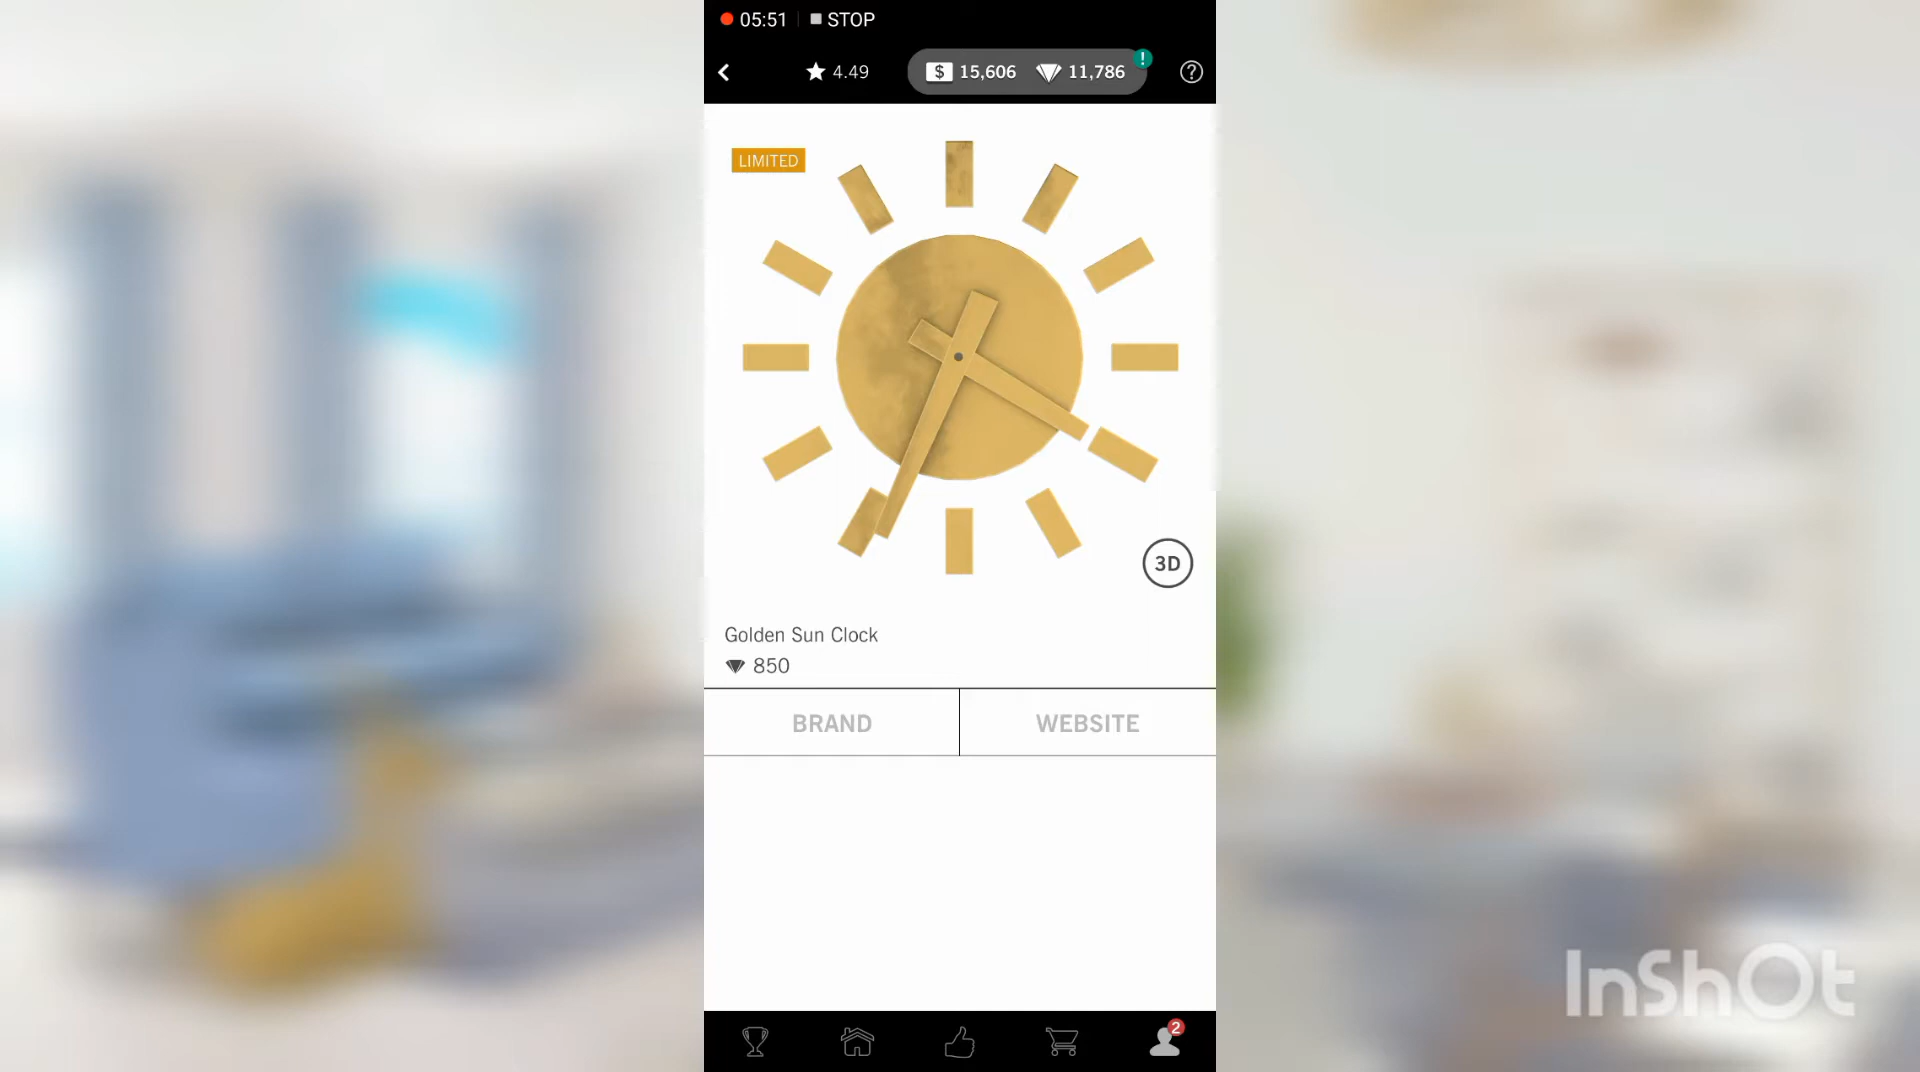 05:51 STOP
4.49 $ 15,606 11,786 ! ?
LIMITED
3D
Golden Sun Clock
850
BRAND WEBSITE
2
InShOt